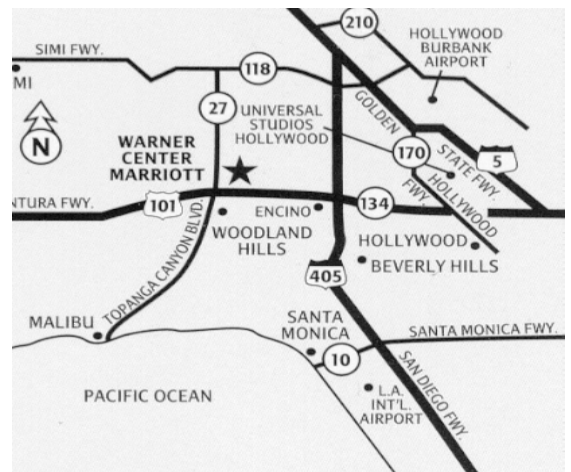 210
HOLLYWOOD
BURBANK
AIRPORT
SIMI FWY.
MI
118
27
UNIVERSAL
STUDIOS
HOLLYWOOD
GOLDEN
STATE FWY.
5
170
HOLLYWOOD
FWY.
N
WARNER
CENTER
MARRIOTT
NTURA FWY.
101
ENCINO
134
WOODLAND
HILLS
HOLLYWOOD
BEVERLY HILLS
405
TOPANGA CANYON BLVD.
MALIBU
SANTA
MONICA
SANTA MONICA FWY.
10
SAN DIEGO FWY.
PACIFIC OCEAN
L.A.
INT'L.
AIRPORT